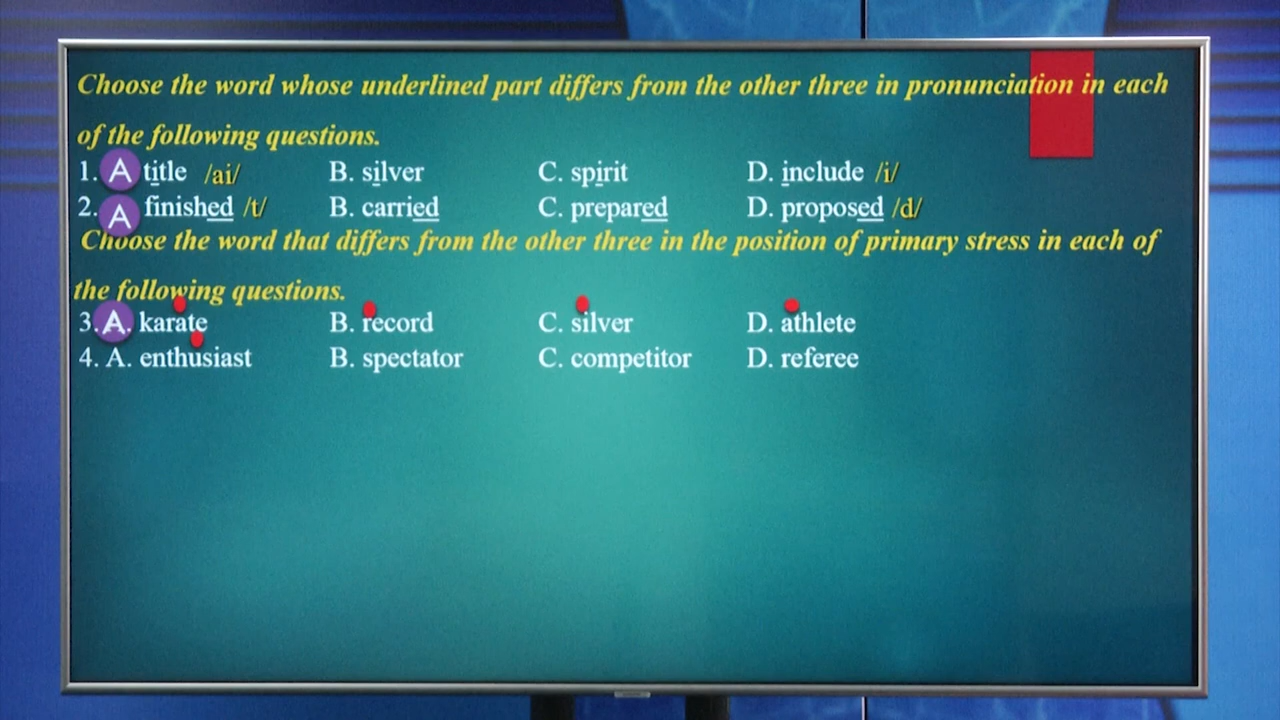 Choose the word whose underlined part differs from the other three in pronunciation in each
of the following questions.
1. A title /ai/ B. silver C. spirit D. include /i/
2. A finished /t/ B. carried C. prepared D. proposed /d/
Choose the word that differs from the other three in the position of primary stress in each of
the following questions.
3. A. karate B. record C. silver D. athlete
4. A. enthusiast B. spectator C. competitor D. referee